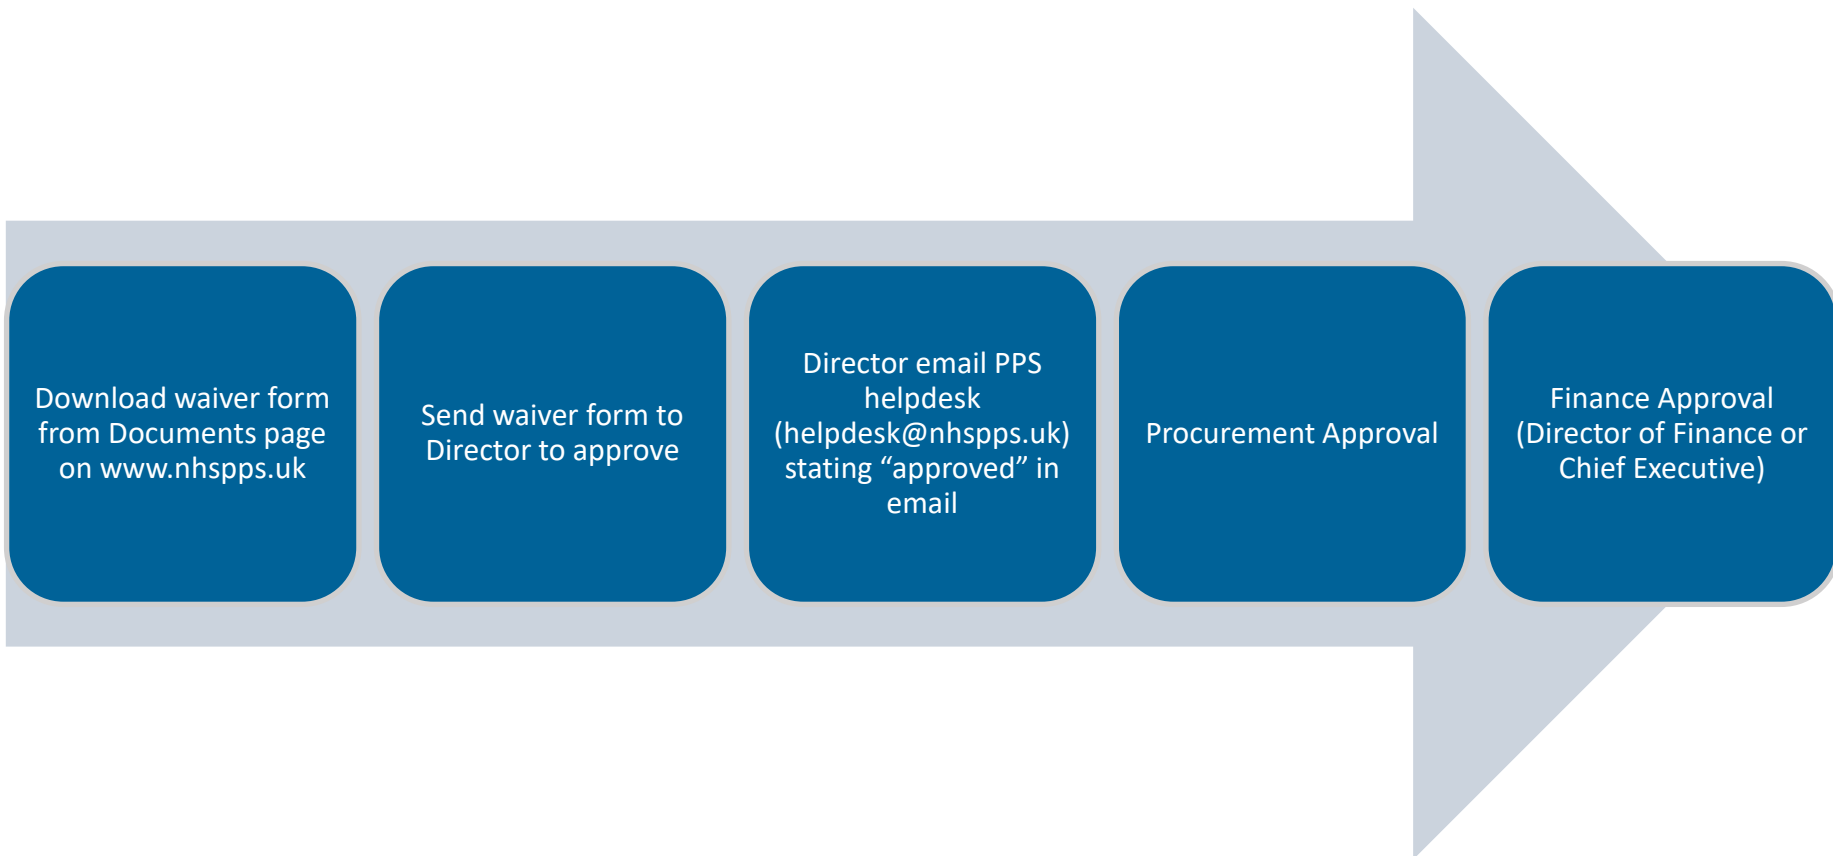 Download waiver form
from Documents page
on www.nhspps.uk
Send waiver form to
Director to approve
Director email PPS
helpdesk
(helpdesk@nhspps.uk)
stating “approved” in
email
Procurement Approval
Finance Approval
(Director of Finance or
Chief Executive)